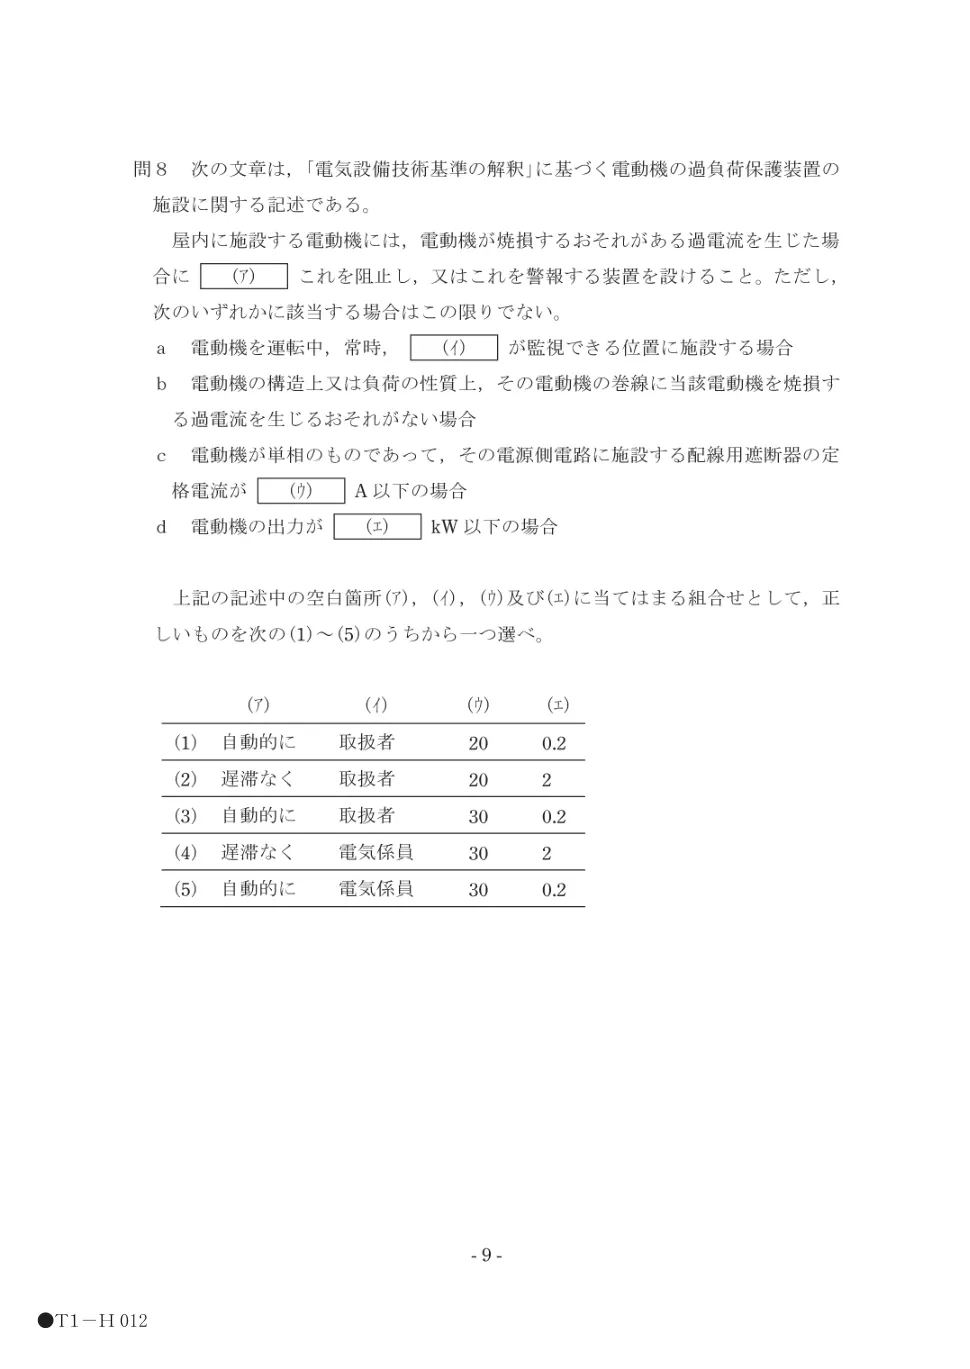 問８　次の文章は，「電気設備技術基準の解釈」に基づく電動機の過負荷保護装置の
施設に関する記述である。
屋内に施設する電動機には，電動機が焼損するおそれがある過電流を生じた場
合に (ｱ) これを阻止し，又はこれを警報する装置を設けること。ただし，
次のいずれかに該当する場合はこの限りでない。
a　電動機を運転中，常時， (ｲ) が監視できる位置に施設する場合
b　電動機の構造上又は負荷の性質上，その電動機の巻線に当該電動機を焼損す
る過電流を生じるおそれがない場合
c　電動機が単相のものであって，その電源側電路に施設する配線用遮断器の定
格電流が (ｳ) A 以下の場合
d　電動機の出力が (ｴ) kW 以下の場合
上記の記述中の空白箇所(ｱ)，(ｲ)，(ｳ)及び(ｴ)に当てはまる組合せとして，正
しいものを次の(1)～(5)のうちから一つ選べ。
(ｱ)　(ｲ)　(ｳ)　(ｴ)
(1)　自動的に　取扱者　20　0.2
(2)　遅滞なく　取扱者　20　2
(3)　自動的に　取扱者　30　0.2
(4)　遅滞なく　電気係員　30　2
(5)　自動的に　電気係員　30　0.2
- 9 -
●T1－H 012